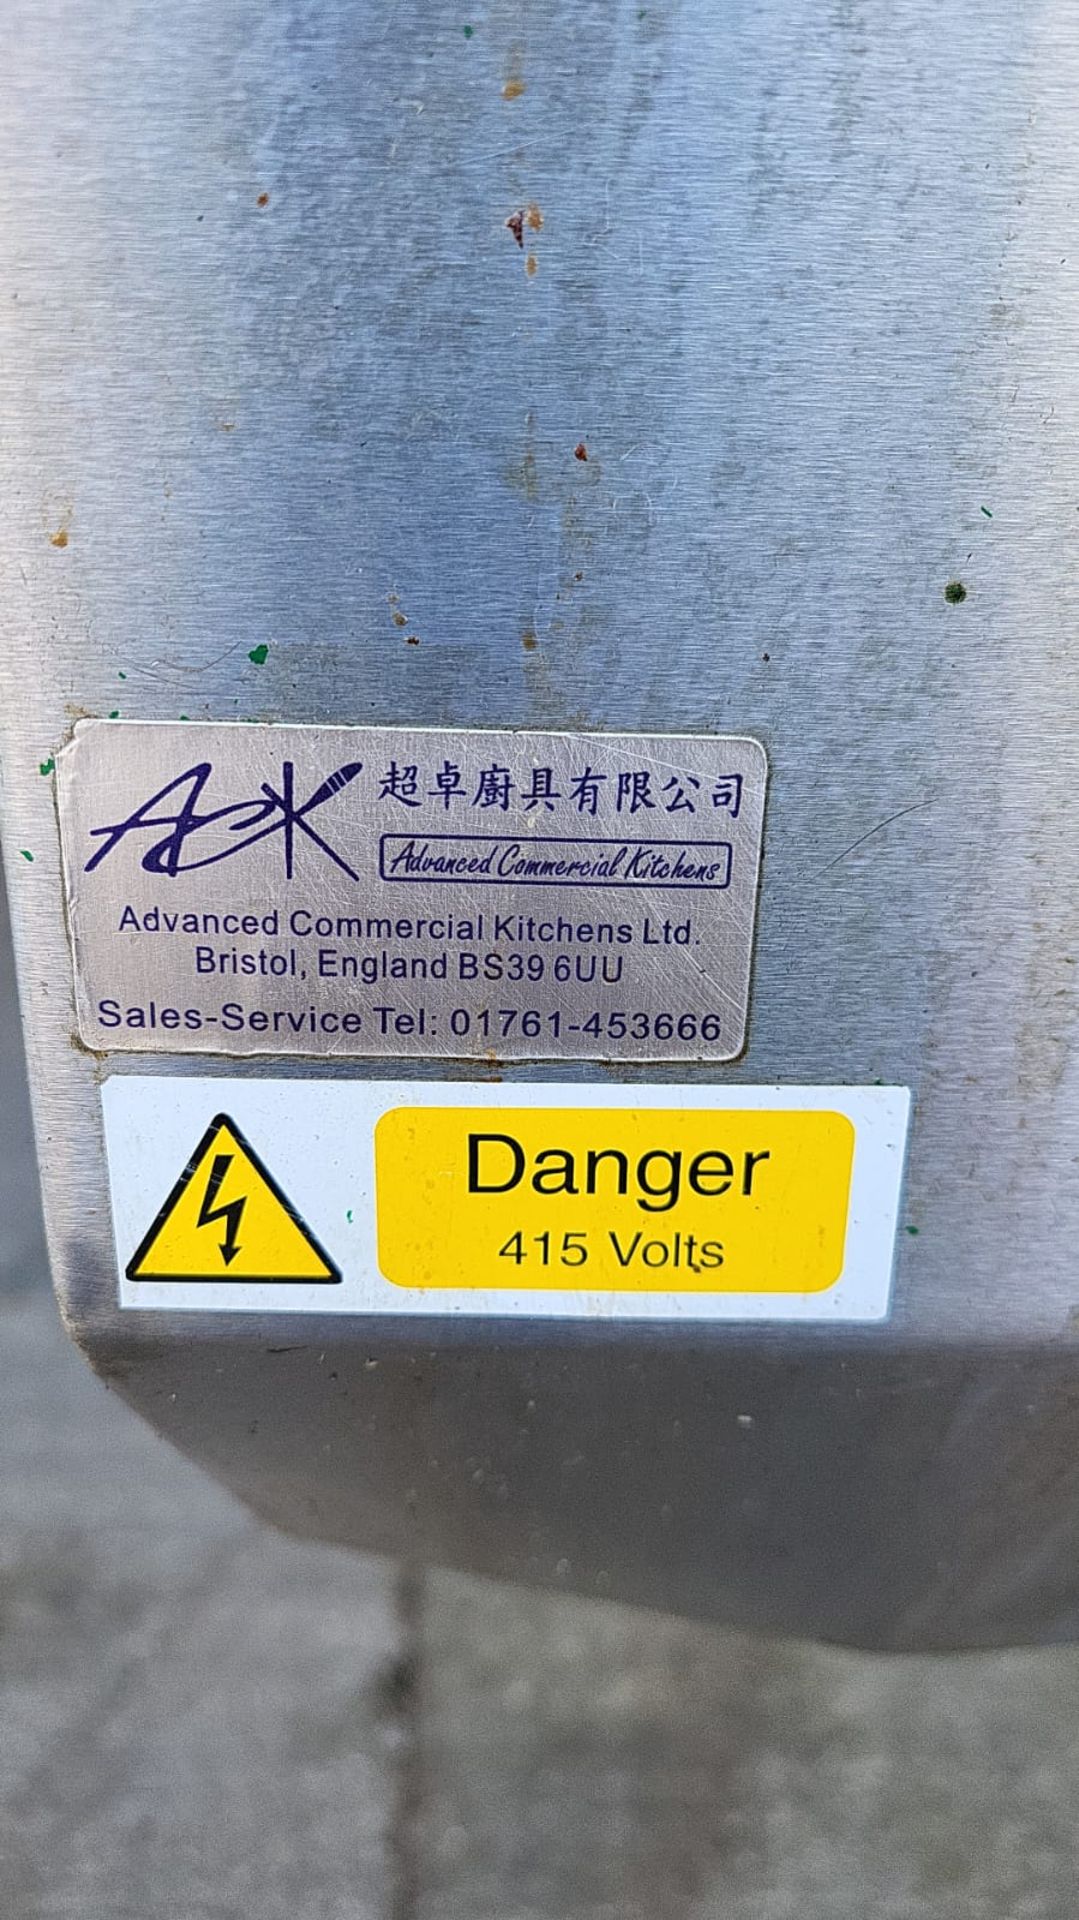 ACK 超卓廚具有限公司
Advanced Commercial Kitchens
Advanced Commercial Kitchens Ltd.
Bristol, England BS39 6UU
Sales-Service Tel: 01761-453666
Danger
415 Volts